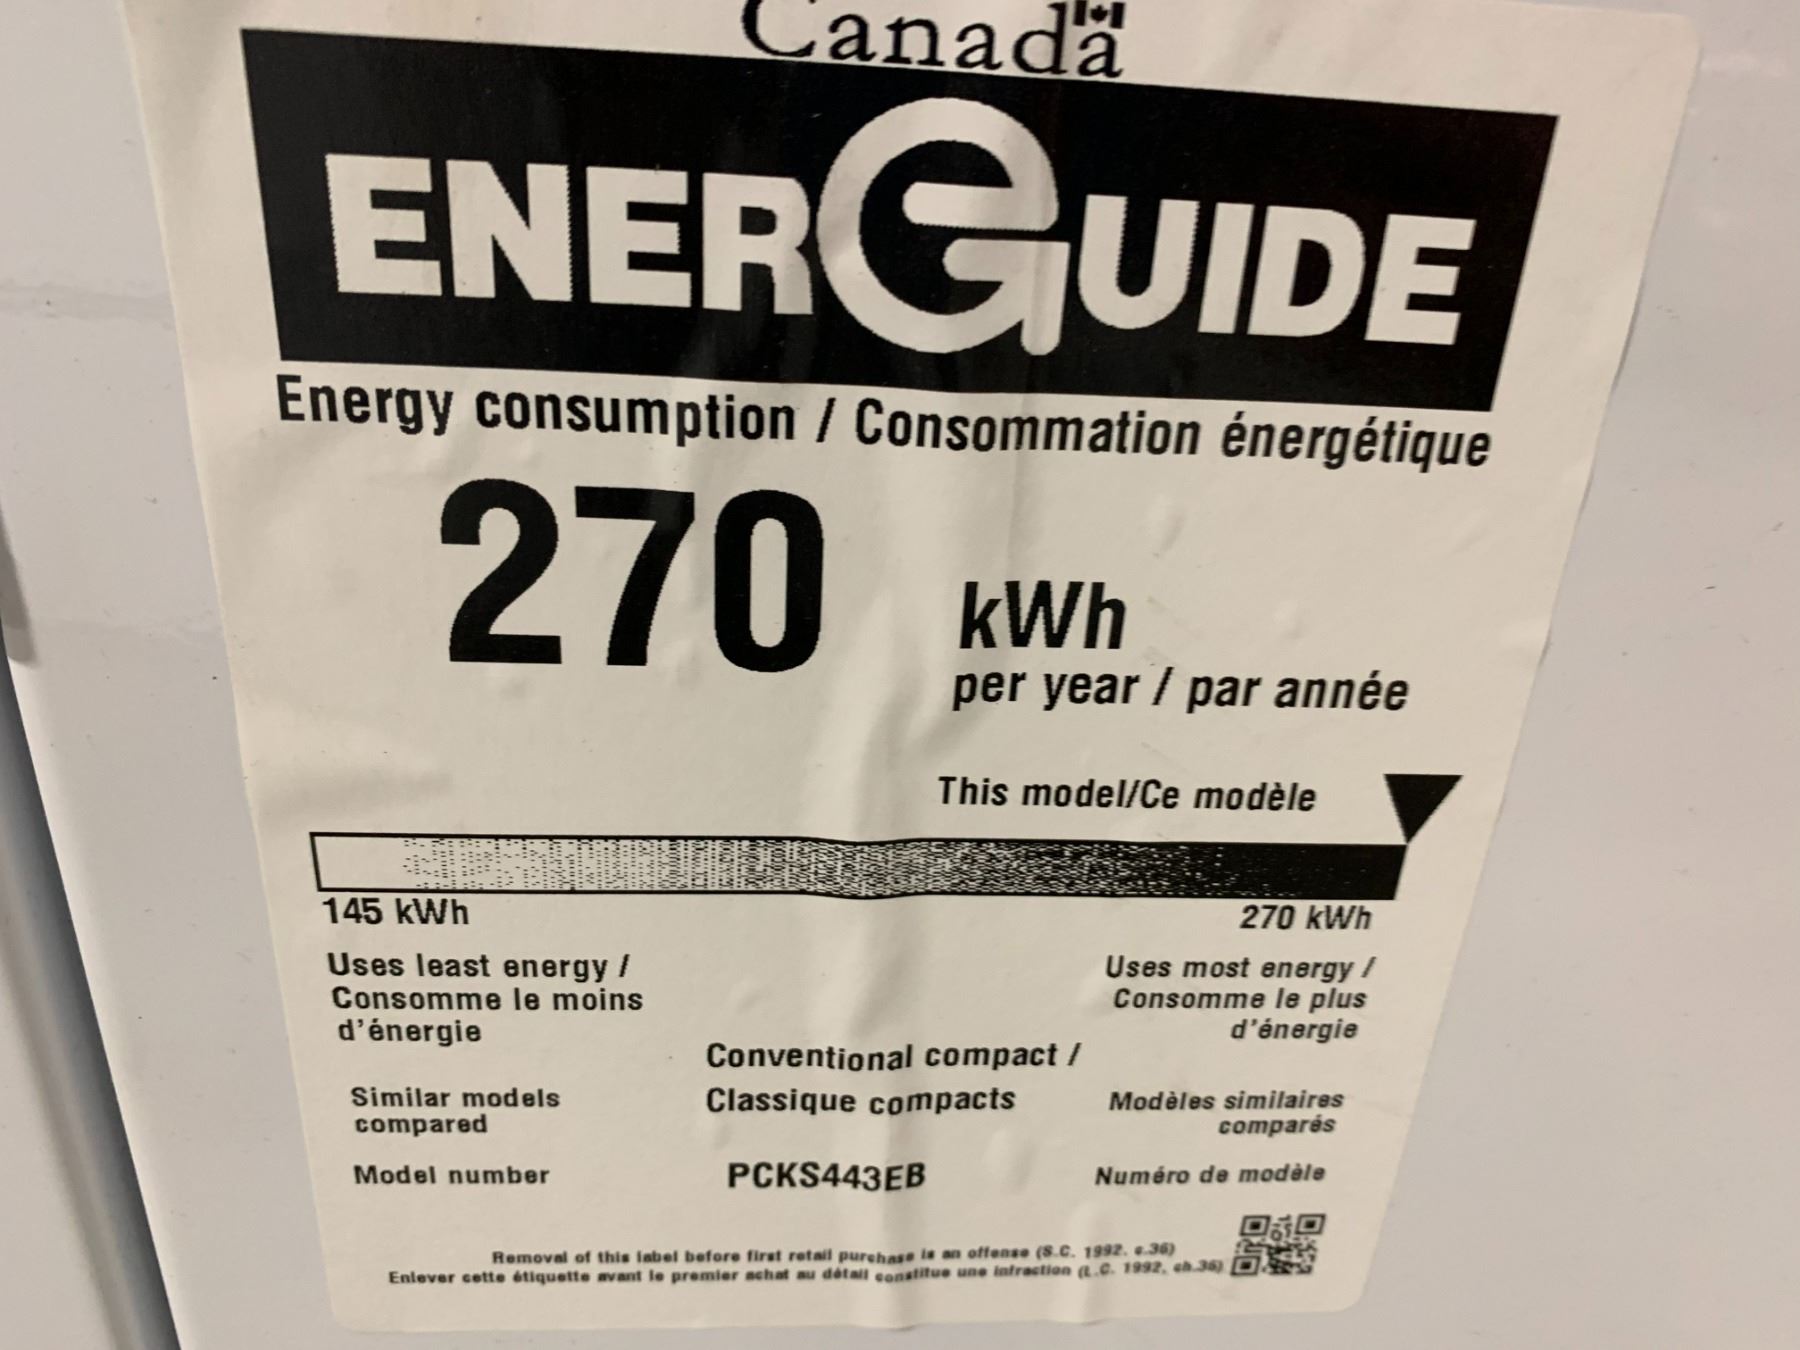 Canada
ENERGUIDE
Energy consumption / Consommation énergétique
270
kWh
per year / par année
This model/Ce modèle
145 kWh
270 kWh
Uses least energy /
Consomme le moins
d'énergie
Uses most energy /
Consomme le plus
d'énergie
Conventional compact /
Classique compacts
Similar models
compared
Modèles similaires
comparés
Model number
PCKS443EB
Numéro de modèle
Removal of this label before first retail purchase is an offense (S.C. 1992. c.36)
Enlever cette étiquette avant le premier achat au détail constitue une infraction (L.C. 1992, ch.36)